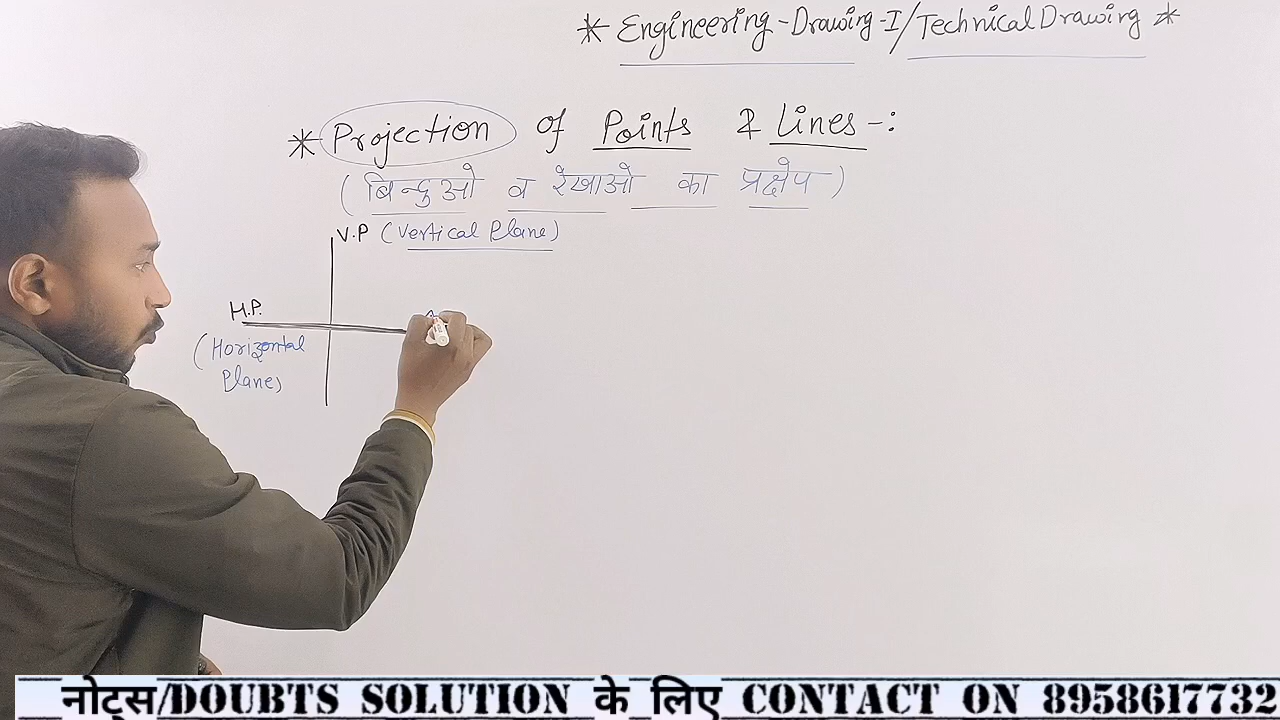 * Engineering-Drawing-I/Technical Drawing *
* Projection of Points & Lines -:
(बिन्दुओ व रेखाओ का प्रक्षेप)
V.P (Vertical Plane)
H.P.
(Horizontal
Plane)
नोट्स/DOUBTS SOLUTION के लिए CONTACT ON 8958617732